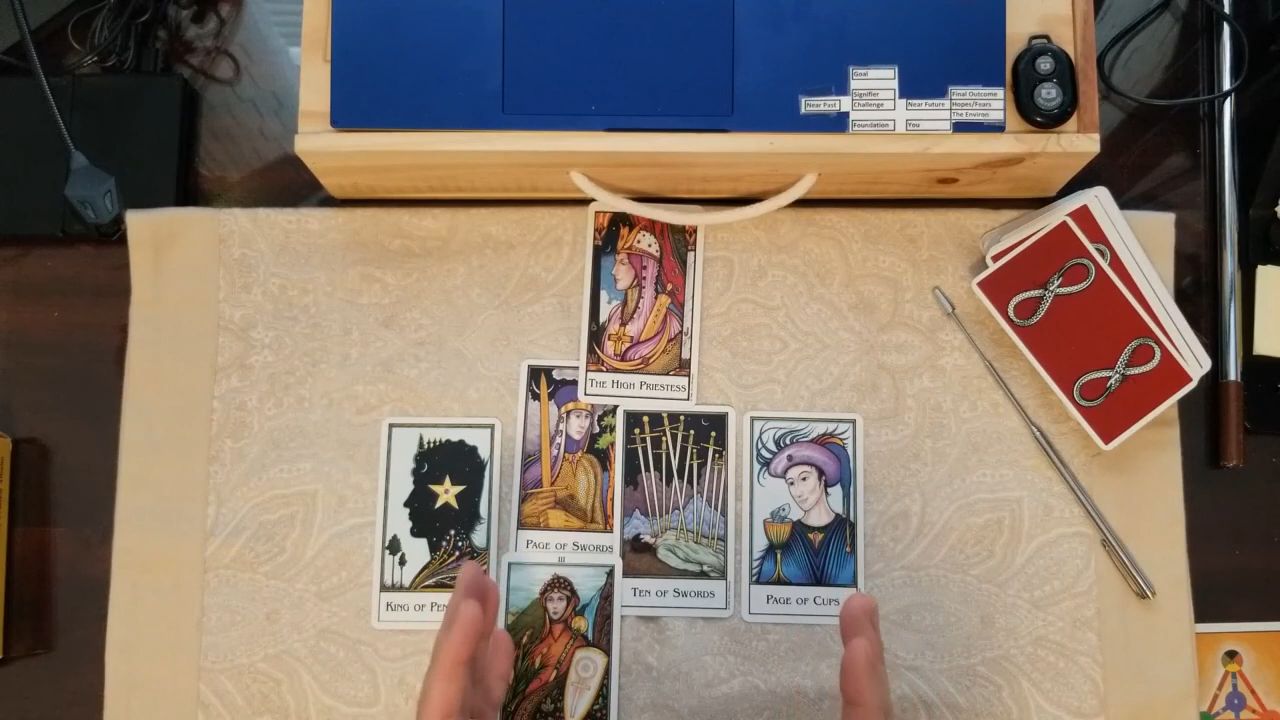 Goal
Signifier
Final Outcome
Near Past
Challenge
Near Future
Hopes/Fears
The Environ
Foundation
You
THE HIGH PRIESTESS
PAGE OF SWORDS
III
KING OF PEN
TEN OF SWORDS
PAGE OF CUPS